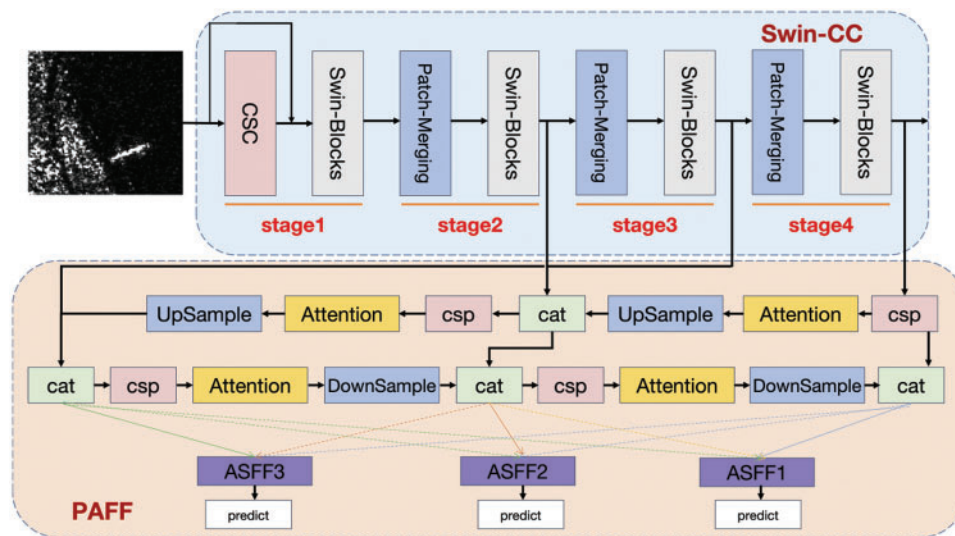 Swin-CC
CSC
Swin-Blocks
Patch-Merging
Swin-Blocks
Patch-Merging
Swin-Blocks
Patch-Merging
Swin-Blocks
stage1
stage2
stage3
stage4
UpSample
Attention
csp
cat
UpSample
Attention
csp
cat
csp
Attention
DownSample
cat
csp
Attention
DownSample
cat
ASFF3
ASFF2
ASFF1
PAFF
predict
predict
predict